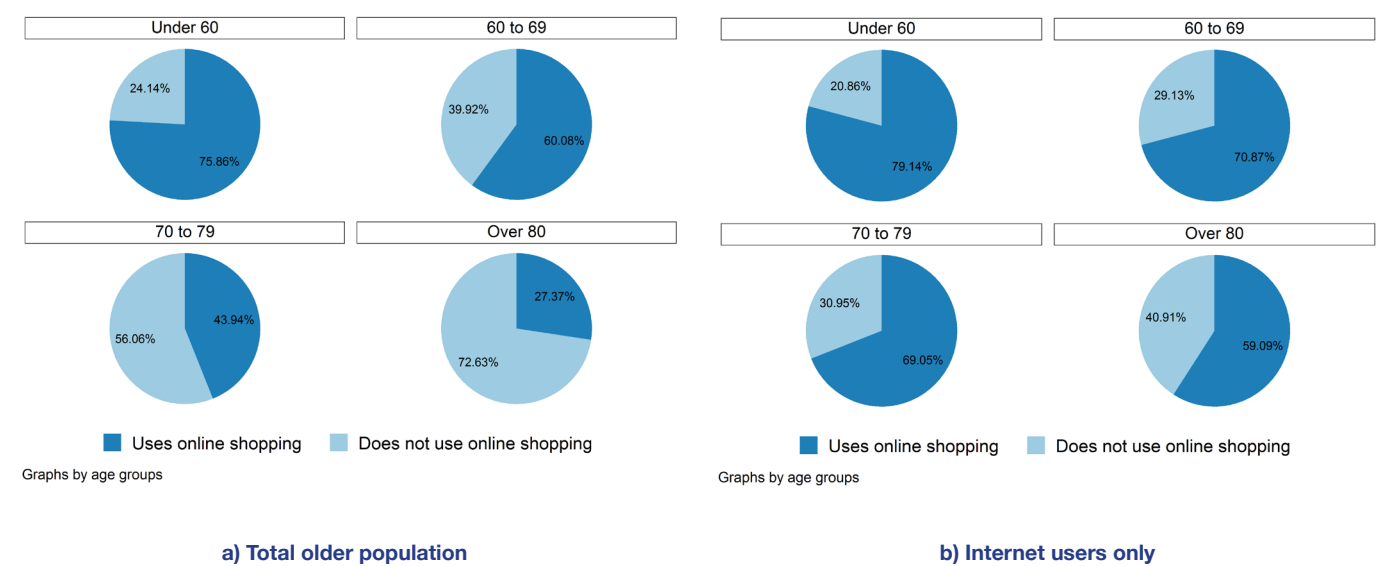 Under 60
60 to 69
24.14%
75.86%
39.92%
60.08%
70 to 79
Over 80
56.06%
43.94%
27.37%
72.63%
Uses online shopping
Does not use online shopping
Graphs by age groups
a) Total older population
Under 60
60 to 69
20.86%
79.14%
29.13%
70.87%
70 to 79
Over 80
30.95%
69.05%
40.91%
59.09%
Uses online shopping
Does not use online shopping
Graphs by age groups
b) Internet users only